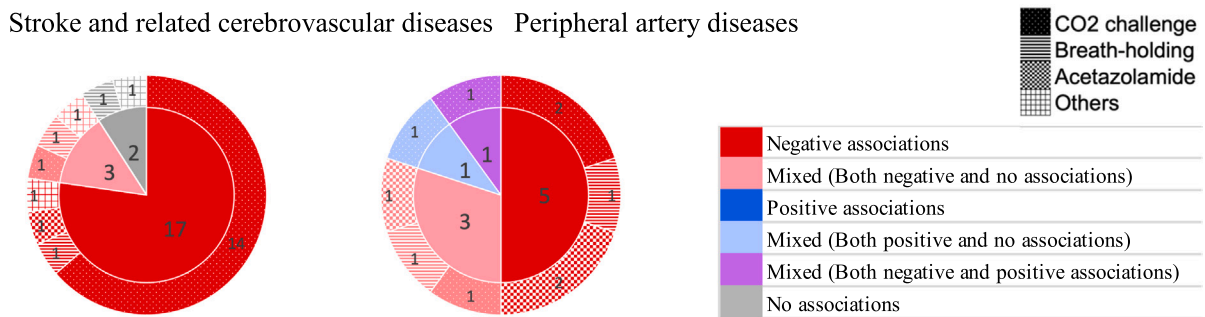 Stroke and related cerebrovascular diseases
Peripheral artery diseases
CO2 challenge
Breath-holding
Acetazolamide
Others
1
1
1
1
1
1
1
1
14
2
3
17
1
1
1
1
1
2
1
2
1
1
3
5
Negative associations
Mixed (Both negative and no associations)
Positive associations
Mixed (Both positive and no associations)
Mixed (Both negative and positive associations)
No associations